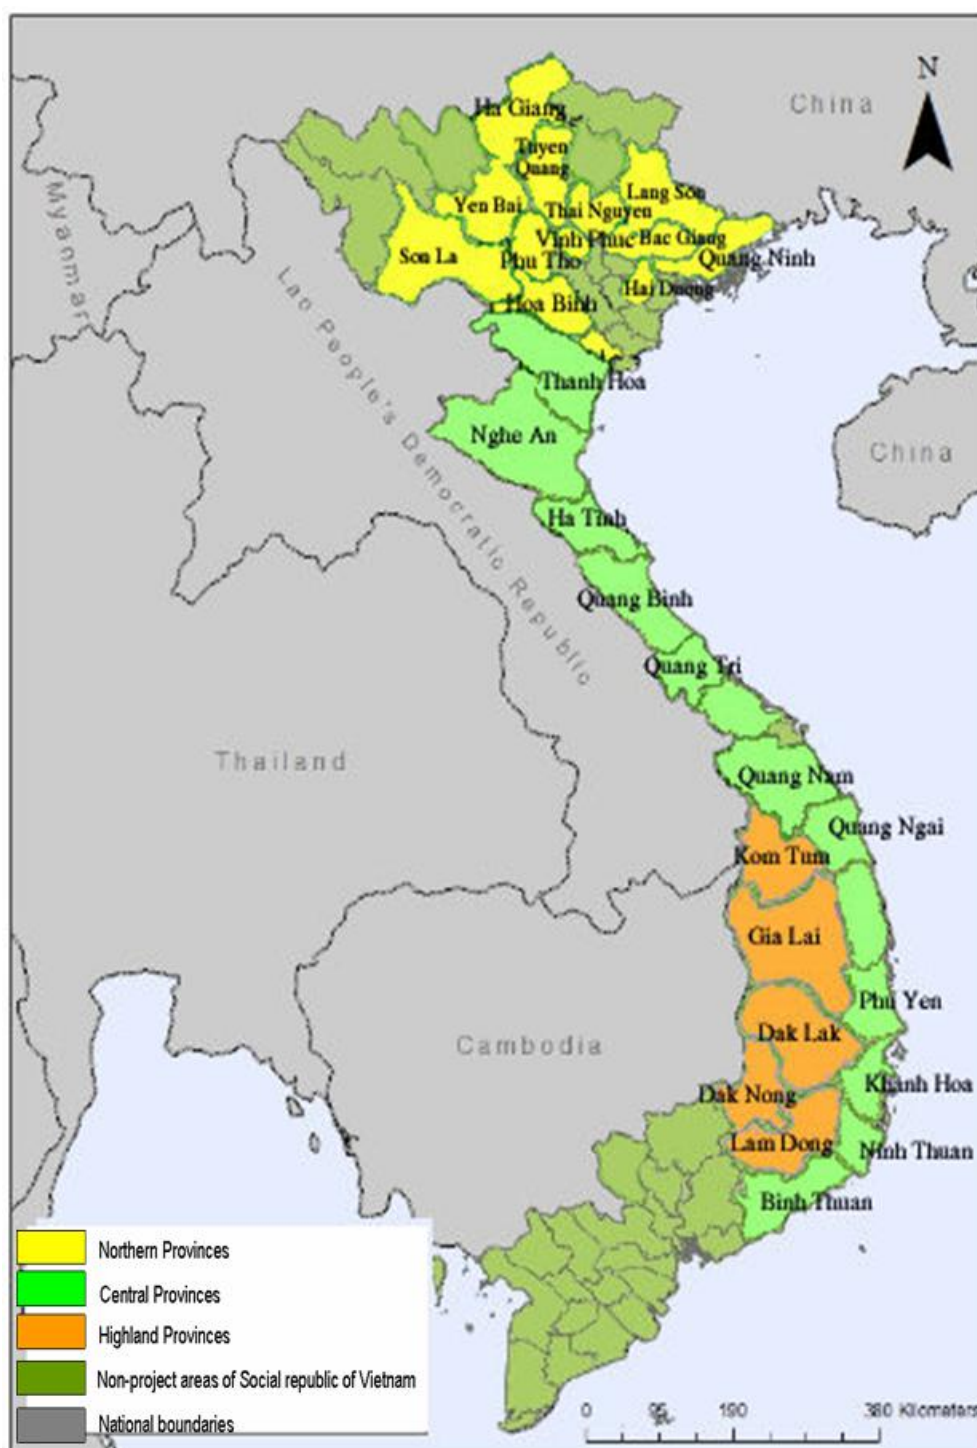 N
China
Ha Giang
Tuyen
Quang
Lang Son
Yen Bai
Thai Nguyen
Vinh Phuc
Bac Giang
Son La
Phu Tho
Quang Ninh
Hai Duong
Hoa Binh
Myanmar
Lao People's Democratic Republic
Thanh Hoa
Nghe An
China
Ha Tinh
Quang Binh
Quang Tri
Thailand
Quang Nam
Quang Ngai
Kom Tum
Gia Lai
Phu Yen
Dak Lak
Cambodia
Khanh Hoa
Dak Nong
Lam Dong
Ninh Thuan
Binh Thuan
Northern Provinces
Central Provinces
Highland Provinces
Non-project areas of Social republic of Vietnam
National boundaries
0 95 190 380 Kilometers